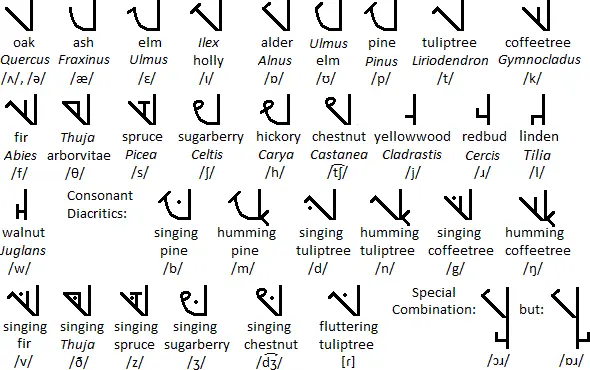 oak ash elm Ilex alder Ulmus pine tuliptree coffeetree
Quercus Fraxinus Ulmus holly Alnus elm Pinus Liriodendron Gymnocladus
/ʌ/, /ə/ /æ/ /ɛ/ /ɪ/ /ɒ/ /ʊ/ /p/ /t/ /k/
fir Thuja spruce sugarberry hickory chestnut yellowwood redbud linden
Abies arborvitae Picea Celtis Carya Castanea Cladrastis Cercis Tilia
/f/ /θ/ /s/ /ʃ/ /h/ /t͡ʃ/ /j/ /ɹ/ /l/
Consonant
Diacritics:
walnut singing humming singing humming singing humming
Juglans pine pine tuliptree tuliptree coffeetree coffeetree
/w/ /b/ /m/ /d/ /n/ /g/ /ŋ/
Special
Combination: but:
singing singing singing singing singing fluttering
fir Thuja spruce sugarberry chestnut tuliptree
/v/ /ð/ /z/ /ʒ/ /d͡ʒ/ [ɾ] /ɔɹ/ /ɒɹ/